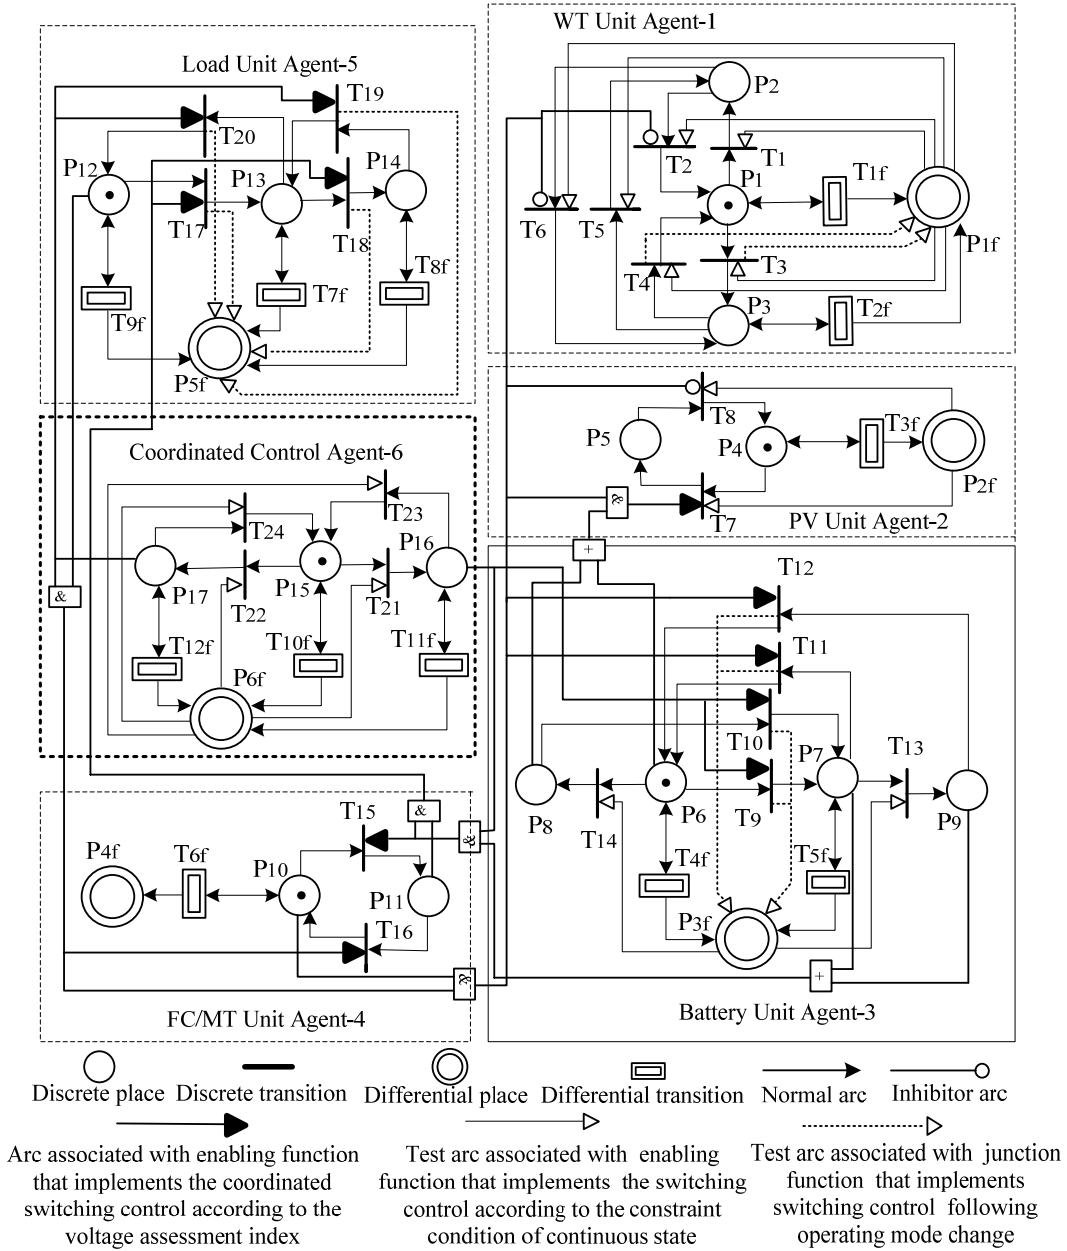 WT Unit Agent-1
Load Unit Agent-5
T19
P2
T20
T2
T1
P12
P13
P14
P1
T1f
T17
T18
T6
T5
P1f
T4
T3
T9f
T7f
T8f
P3
T2f
P5f
Coordinated Control Agent-6
P5
T8
P4
T3f
P2f
&
T7
PV Unit Agent-2
T23
T24
P16
+
P17
T22
P15
T21
T12
&
T12f
T10f
T11f
T11
P6f
T10
P7
T13
T15
&
P8
T14
P6
T9
P9
&
P4f
T6f
P10
P11
T4f
T5f
T16
P3f
&
+
FC/MT Unit Agent-4
Battery Unit Agent-3
Discrete place
Discrete transition
Differential place
Differential transition
Normal arc
Inhibitor arc
Arc associated with enabling function
that implements the coordinated
switching control according to the
voltage assessment index
Test arc associated with enabling
function that implements the switching
control according to the constraint
condition of continuous state
Test arc associated with junction
function that implements
switching control following
operating mode change